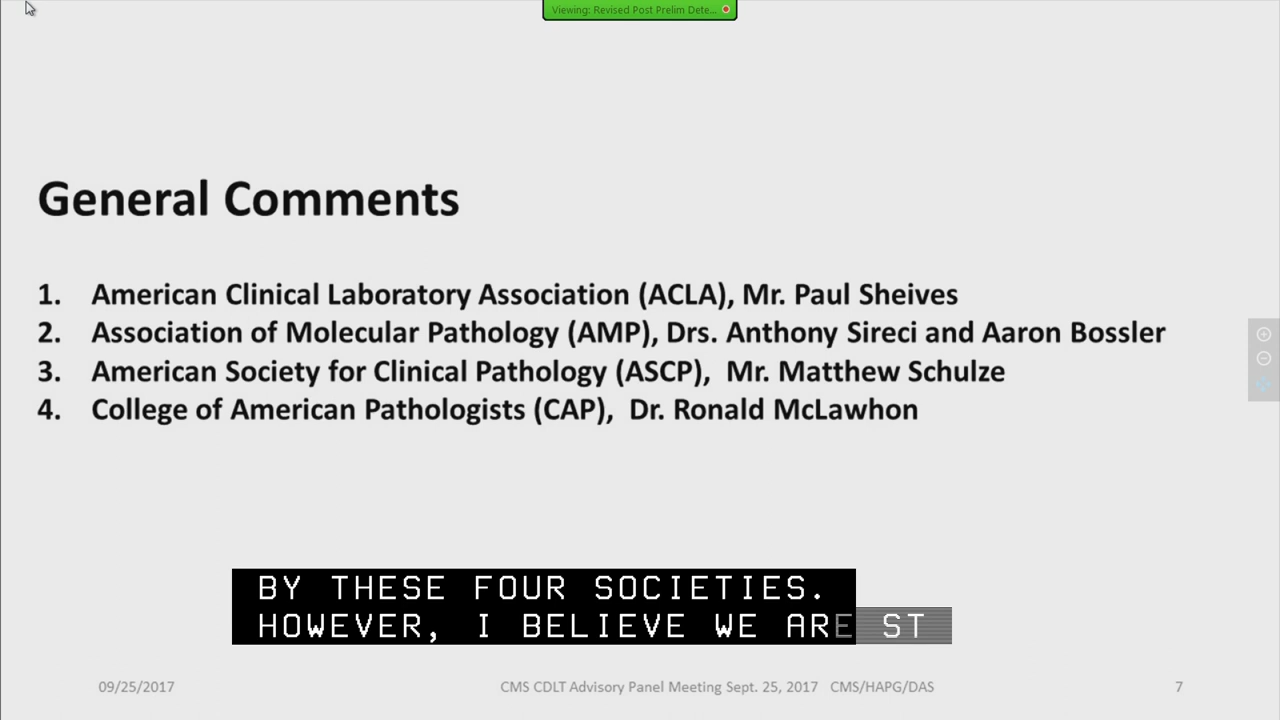 Viewing: Revised Post Prelim Dete...
General Comments
1. American Clinical Laboratory Association (ACLA), Mr. Paul Sheives
2. Association of Molecular Pathology (AMP), Drs. Anthony Sireci and Aaron Bossler
3. American Society for Clinical Pathology (ASCP), Mr. Matthew Schulze
4. College of American Pathologists (CAP), Dr. Ronald McLawhon
BY THESE FOUR SOCIETIES.
HOWEVER, I BELIEVE WE ARE ST
09/25/2017 CMS CDLT Advisory Panel Meeting Sept. 25, 2017 CMS/HAPG/DAS 7